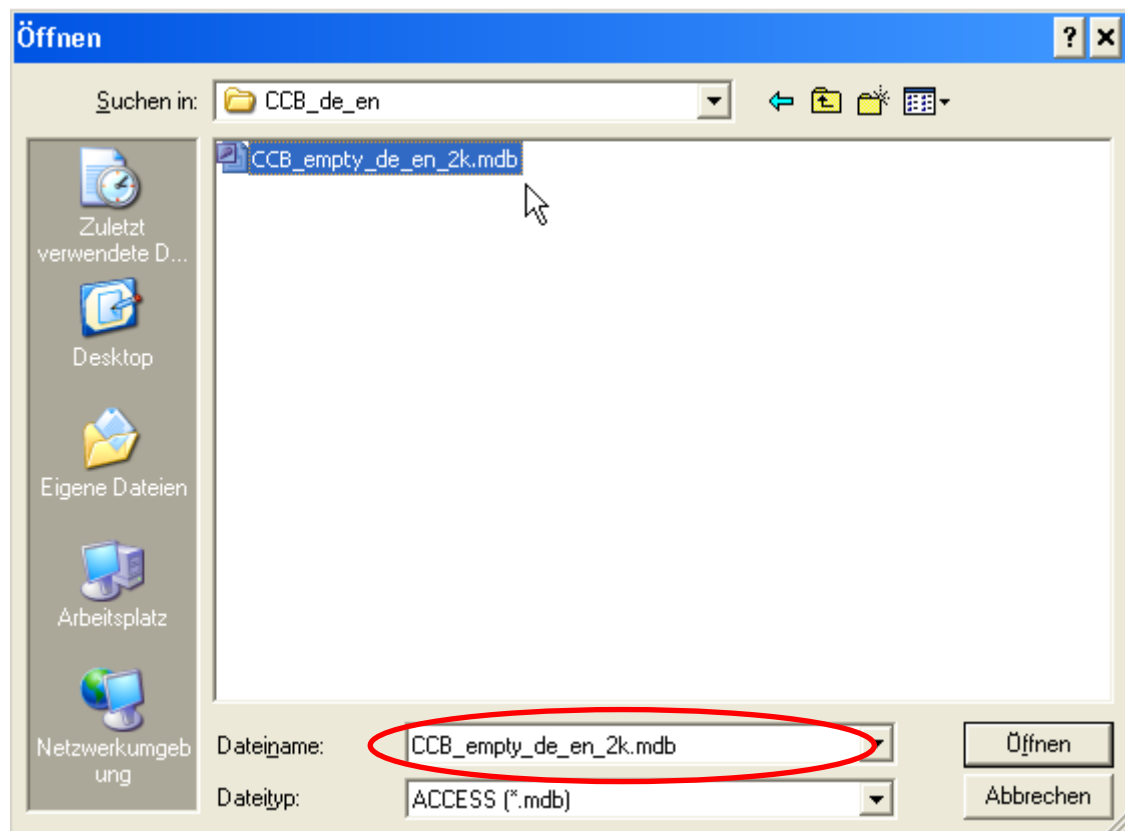 Öffnen
Suchen in:
CCB_de_en
CCB_empty_de_en_2k.mdb
Zuletzt
verwendete D...
Desktop
Eigene Dateien
Arbeitsplatz
Netzwerkumgeb
ung
Dateiname:
CCB_empty_de_en_2k.mdb
Öffnen
Dateityp:
ACCESS (*.mdb)
Abbrechen